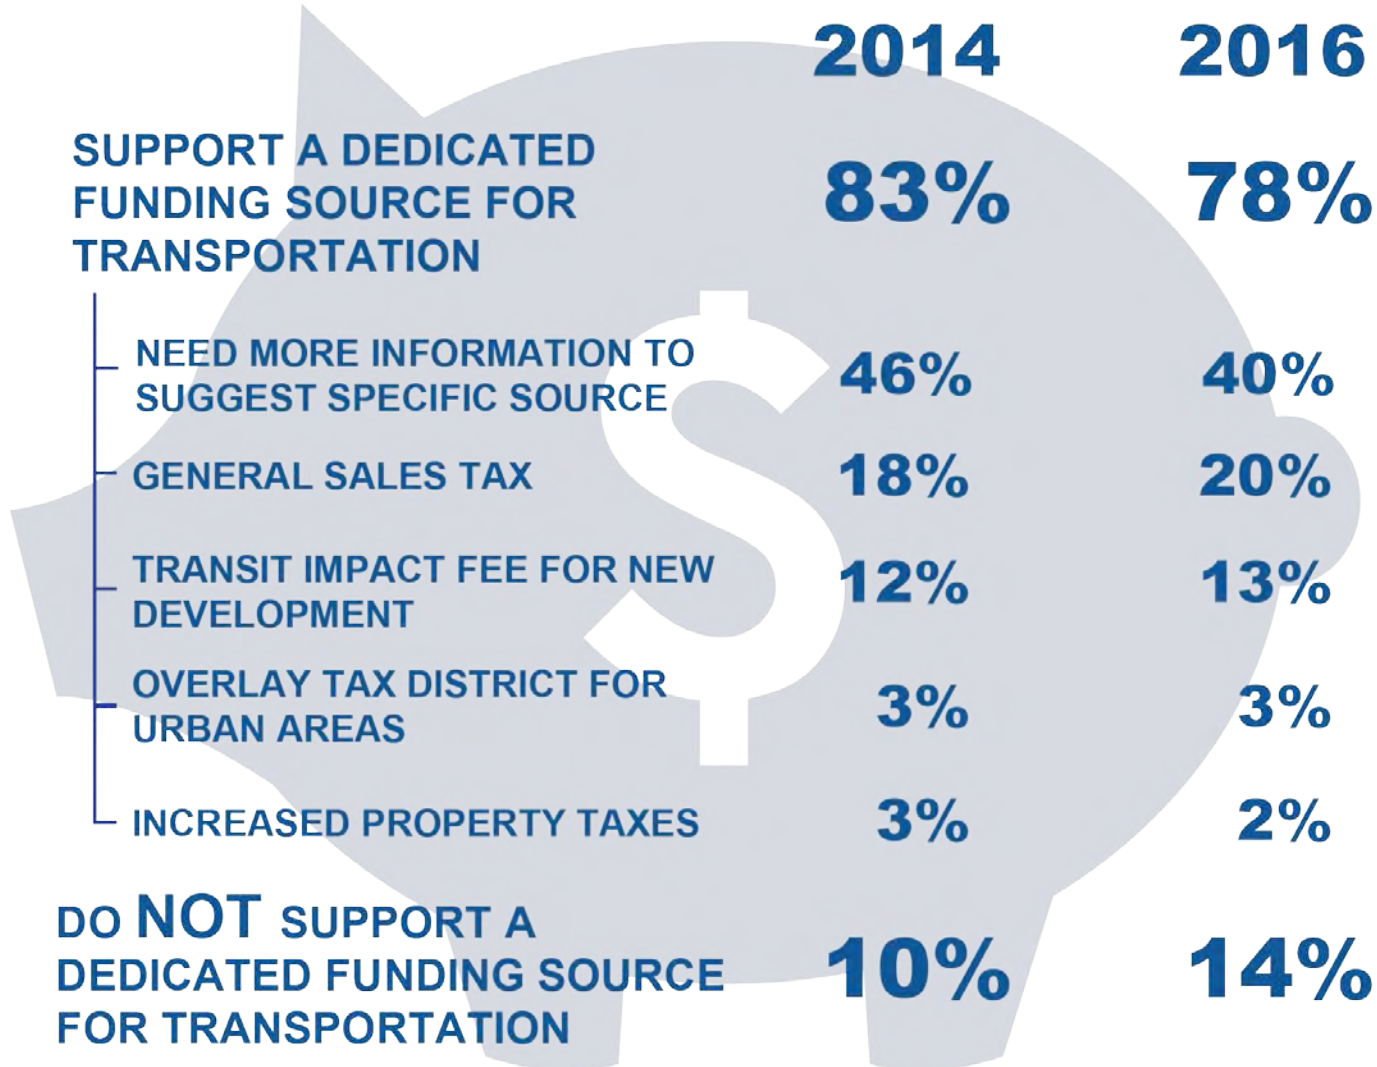 2014 2016
SUPPORT A DEDICATED
FUNDING SOURCE FOR
TRANSPORTATION
83% 78%
NEED MORE INFORMATION TO
SUGGEST SPECIFIC SOURCE
46% 40%
GENERAL SALES TAX 18% 20%
TRANSIT IMPACT FEE FOR NEW
DEVELOPMENT
12% 13%
OVERLAY TAX DISTRICT FOR
URBAN AREAS
3% 3%
INCREASED PROPERTY TAXES 3% 2%
DO NOT SUPPORT A
DEDICATED FUNDING SOURCE
FOR TRANSPORTATION
10% 14%